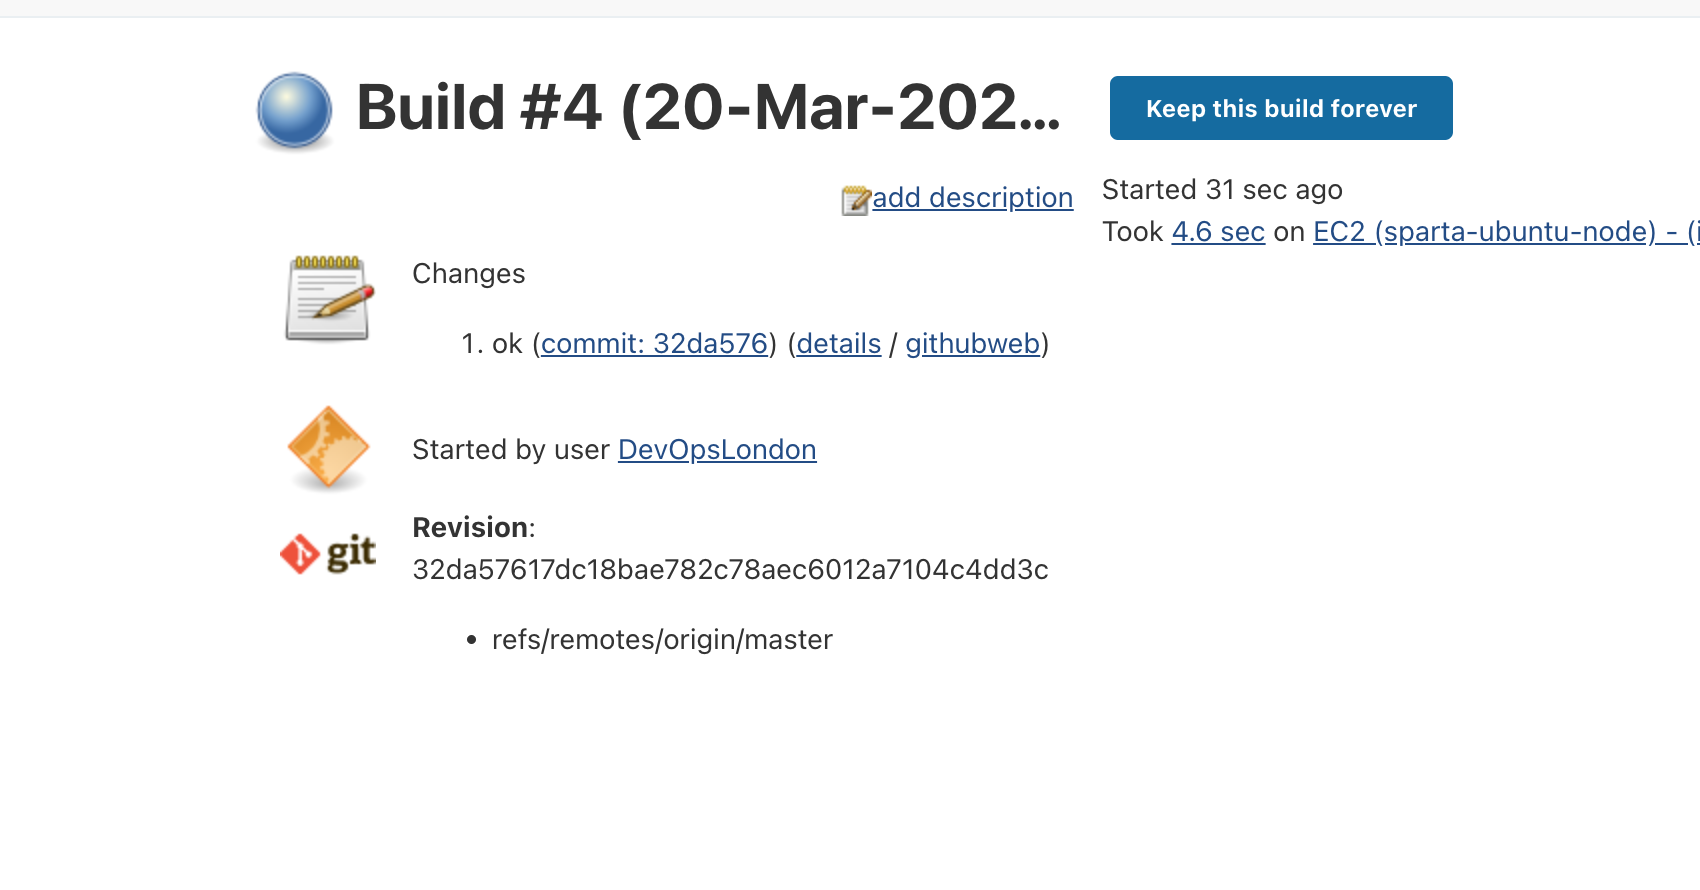 Build #4 (20-Mar-202...
Keep this build forever
add description
Started 31 sec ago
Took 4.6 sec on EC2 (sparta-ubuntu-node) - (i
Changes
1. ok (commit: 32da576) (details / githubweb)
Started by user DevOpsLondon
git
Revision:
32da57617dc18bae782c78aec6012a7104c4dd3c
• refs/remotes/origin/master